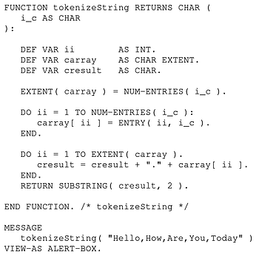 FUNCTION tokenizeString RETURNS CHAR (
   i_c AS CHAR
):

   DEF VAR ii       AS INT.
   DEF VAR carray   AS CHAR EXTENT.
   DEF VAR cresult  AS CHAR.

   EXTENT( carray ) = NUM-ENTRIES( i_c ).

   DO ii = 1 TO NUM-ENTRIES( i_c ):
      carray[ ii ] = ENTRY( ii, i_c ).
   END.

   DO ii = 1 TO EXTENT( carray ).
      cresult = cresult + "." + carray[ ii ].
   END.
   RETURN SUBSTRING( cresult, 2 ).

END FUNCTION. /* tokenizeString */

MESSAGE
   tokenizeString( "Hello,How,Are,You,Today" )
VIEW-AS ALERT-BOX.